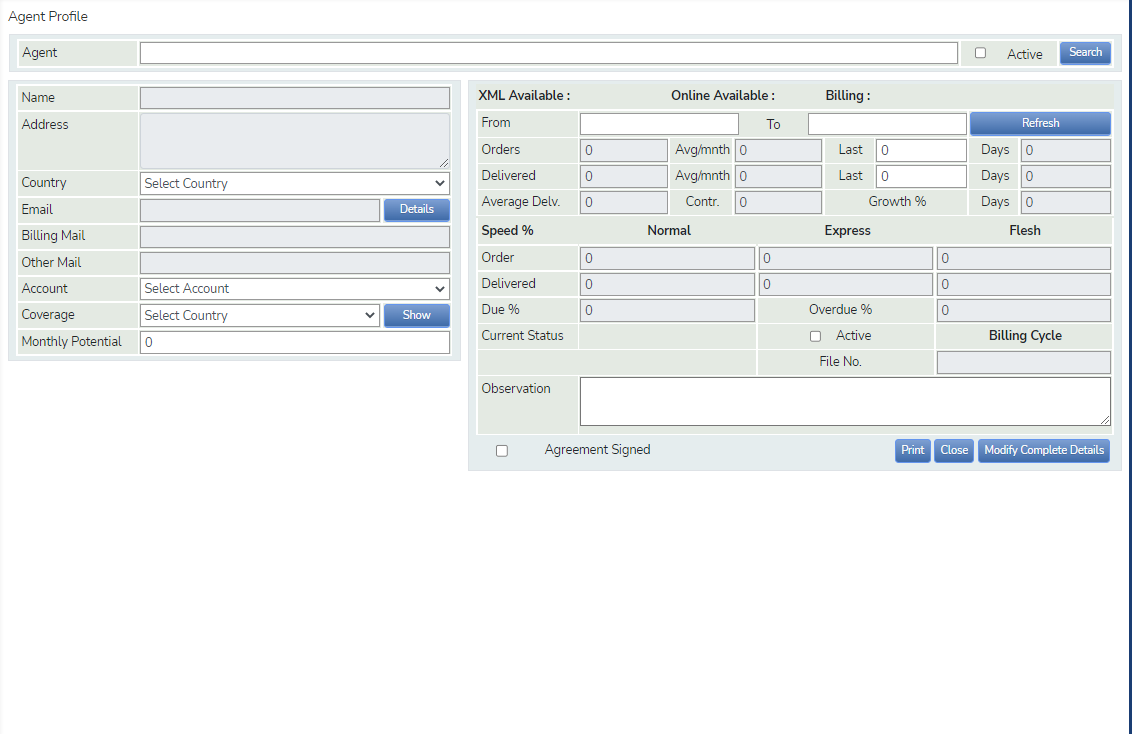 Agent Profile
Agent Active Search
Name
Address
Country Select Country
Email Details
Billing Mail
Other Mail
Account Select Account
Coverage Select Country Show
Monthly Potential 0
XML Available : Online Available : Billing :
From To Refresh
Orders 0 Avg/mnth 0 Last 0 Days 0
Delivered 0 Avg/mnth 0 Last 0 Days 0
Average Delv. 0 Contr. 0 Growth % Days 0
Speed % Normal Express Flesh
Order 0 0 0
Delivered 0 0 0
Due % 0 Overdue % 0
Current Status Active Billing Cycle
File No.
Observation
Agreement Signed Print Close Modify Complete Details